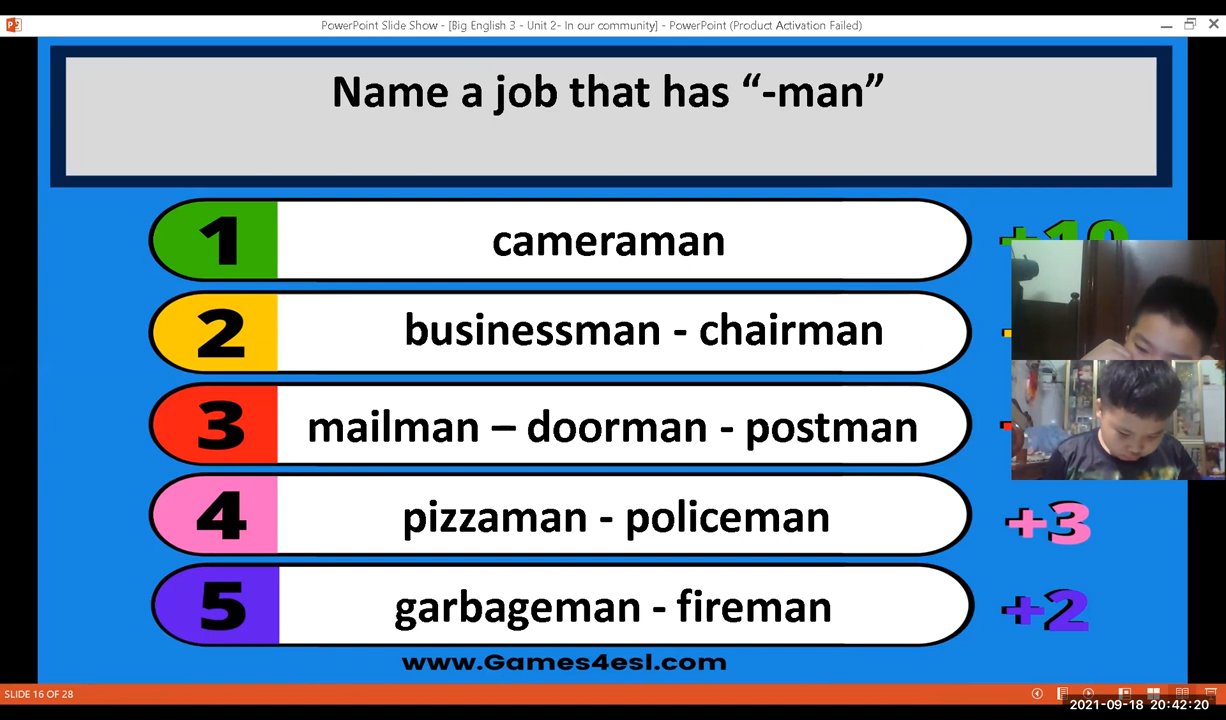 PowerPoint Slide Show - [Big English 3 - Unit 2- In our community] - PowerPoint (Product Activation Failed)
Name a job that has “-man”
1 cameraman +10
2 businessman - chairman
3 mailman – doorman - postman
4 pizzaman - policeman +3
5 garbageman - fireman +2
www.Games4esl.com
SLIDE 16 OF 28
2021-09-18 20:42:20